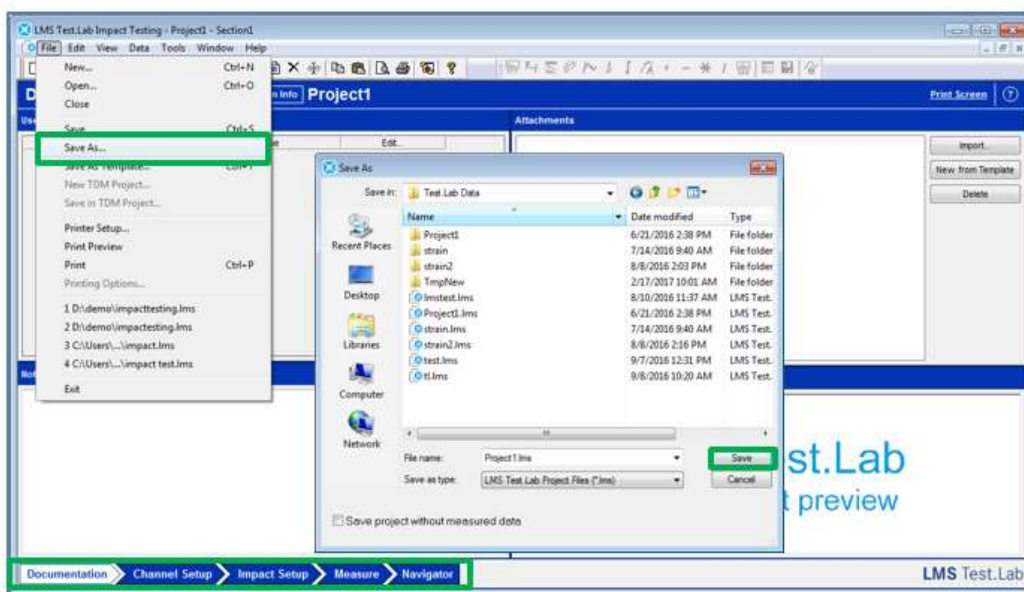 LMS Test.Lab Impact Testing - Project1 - Section1
File Edit View Data Tools Window Help
New... Ctrl+N
Open... Ctrl+O
Close
Save Ctrl+S
Save As...
Save As Template... Ctrl+T
New TDM Project...
Save in TDM Project...
Printer Setup...
Print Preview
Print Ctrl+P
Printing Options...
1 D:\demo\impacttesting.lms
2 D:\demo\impactesting.lms
3 C:\Users\...\impact.lms
4 C:\Users\...\impact test.lms
Exit
Info Project1
Print Screen
Attachments
Edit...
Import...
New from Template
Delete
Save As
Save in: Test.Lab Data
Name Date modified Type
Project1 6/21/2016 2:38 PM File folder
strain 7/14/2016 9:40 AM File folder
strain2 8/8/2016 2:03 PM File folder
TmpNew 2/17/2017 10:01 AM File folder
lmstest.lms 8/10/2016 11:37 AM LMS Test.
Project1.lms 6/21/2016 2:38 PM LMS Test.
strain.lms 7/14/2016 9:40 AM LMS Test.
strain2.lms 8/8/2016 2:16 PM LMS Test.
test.lms 9/7/2016 12:31 PM LMS Test.
tl.lms 9/8/2016 10:20 AM LMS Test.
Recent Places
Desktop
Libraries
Computer
Network
File name: Project1.lms Save
Save as type: LMS Test.Lab Project Files (*.lms) Cancel
Save project without measured data
st.Lab
t preview
Documentation Channel Setup Impact Setup Measure Navigator
LMS Test.Lab